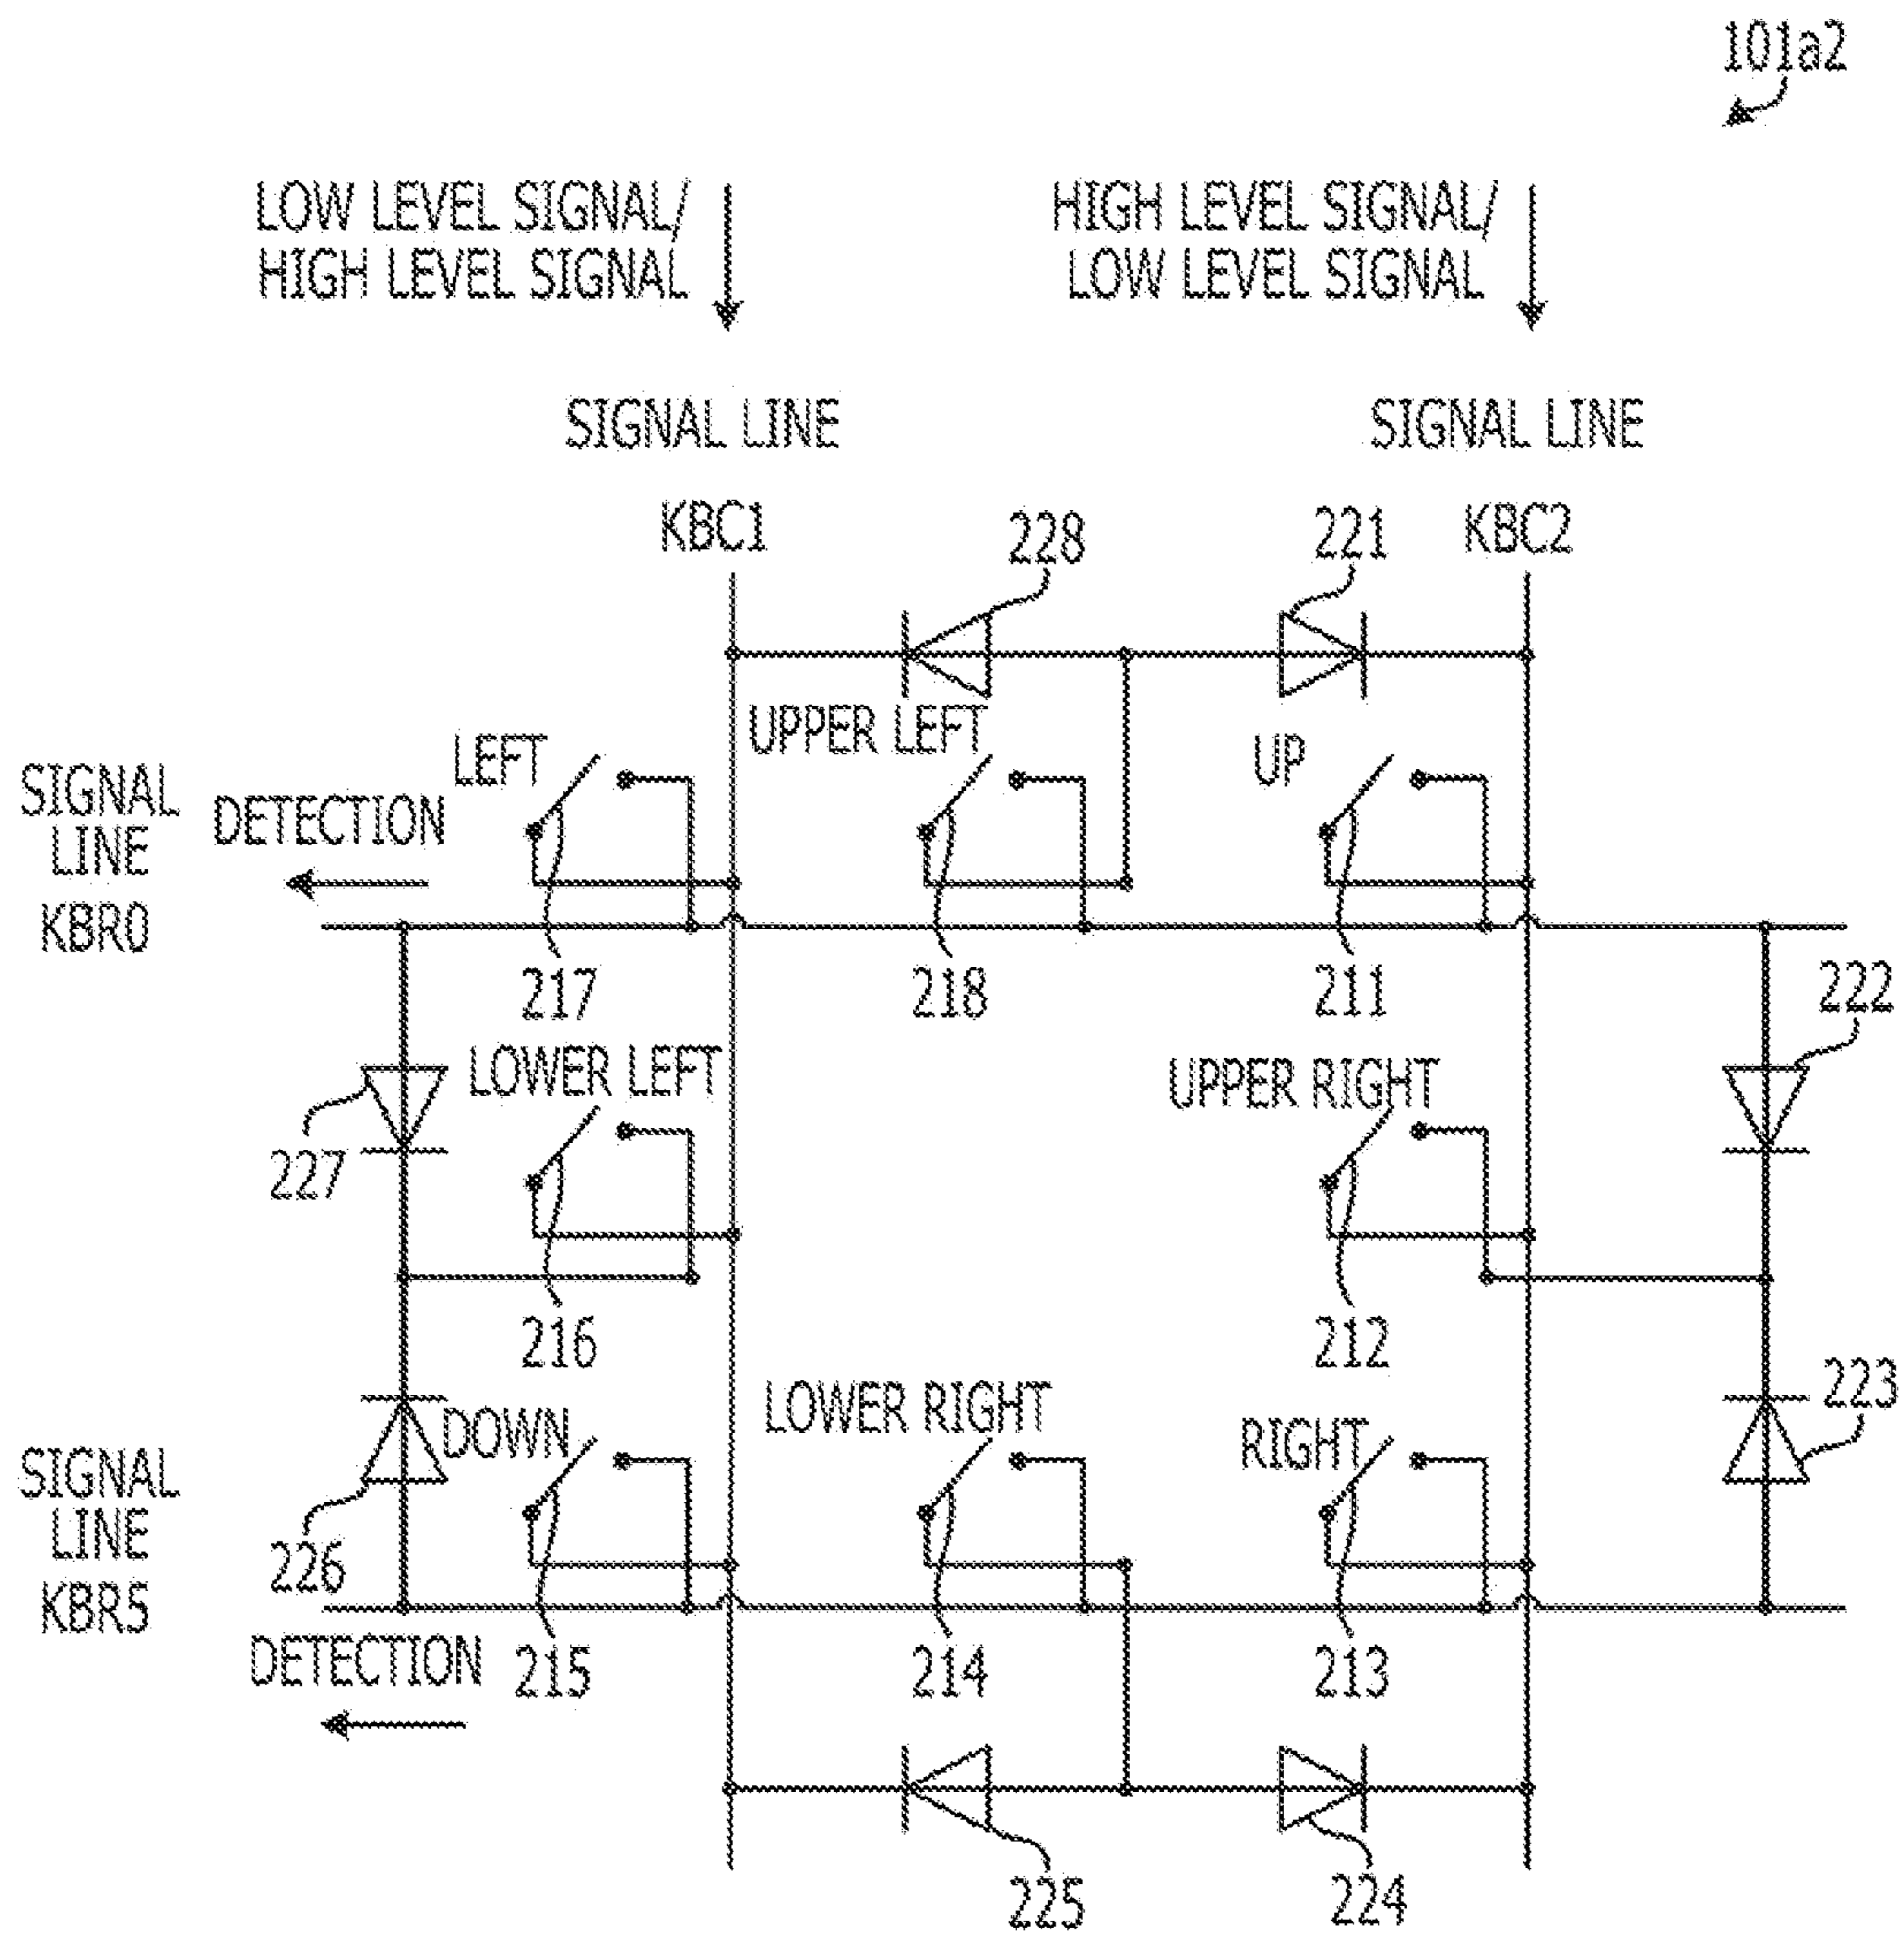 101a2
LOW LEVEL SIGNAL/
HIGH LEVEL SIGNAL
HIGH LEVEL SIGNAL/
LOW LEVEL SIGNAL
SIGNAL LINE
KBC1
SIGNAL LINE
KBC2
228
221
UPPER LEFT
LEFT
UP
SIGNAL
LINE
KBR0
DETECTION
217
218
211
222
LOWER LEFT
UPPER RIGHT
227
216
212
223
LOWER RIGHT
DOWN
RIGHT
SIGNAL
LINE
KBR5
226
DETECTION
215
214
213
225
224